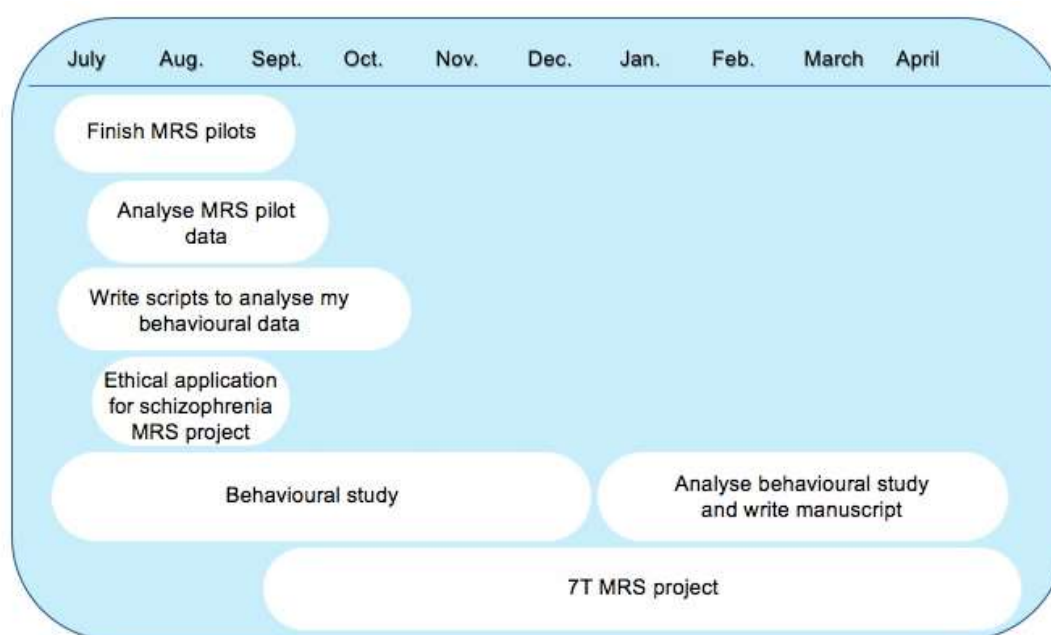 July Aug. Sept. Oct. Nov. Dec. Jan. Feb. March April
Finish MRS pilots
Analyse MRS pilot
data
Write scripts to analyse my
behavioural data
Ethical application
for schizophrenia
MRS project
Behavioural study
Analyse behavioural study
and write manuscript
7T MRS project